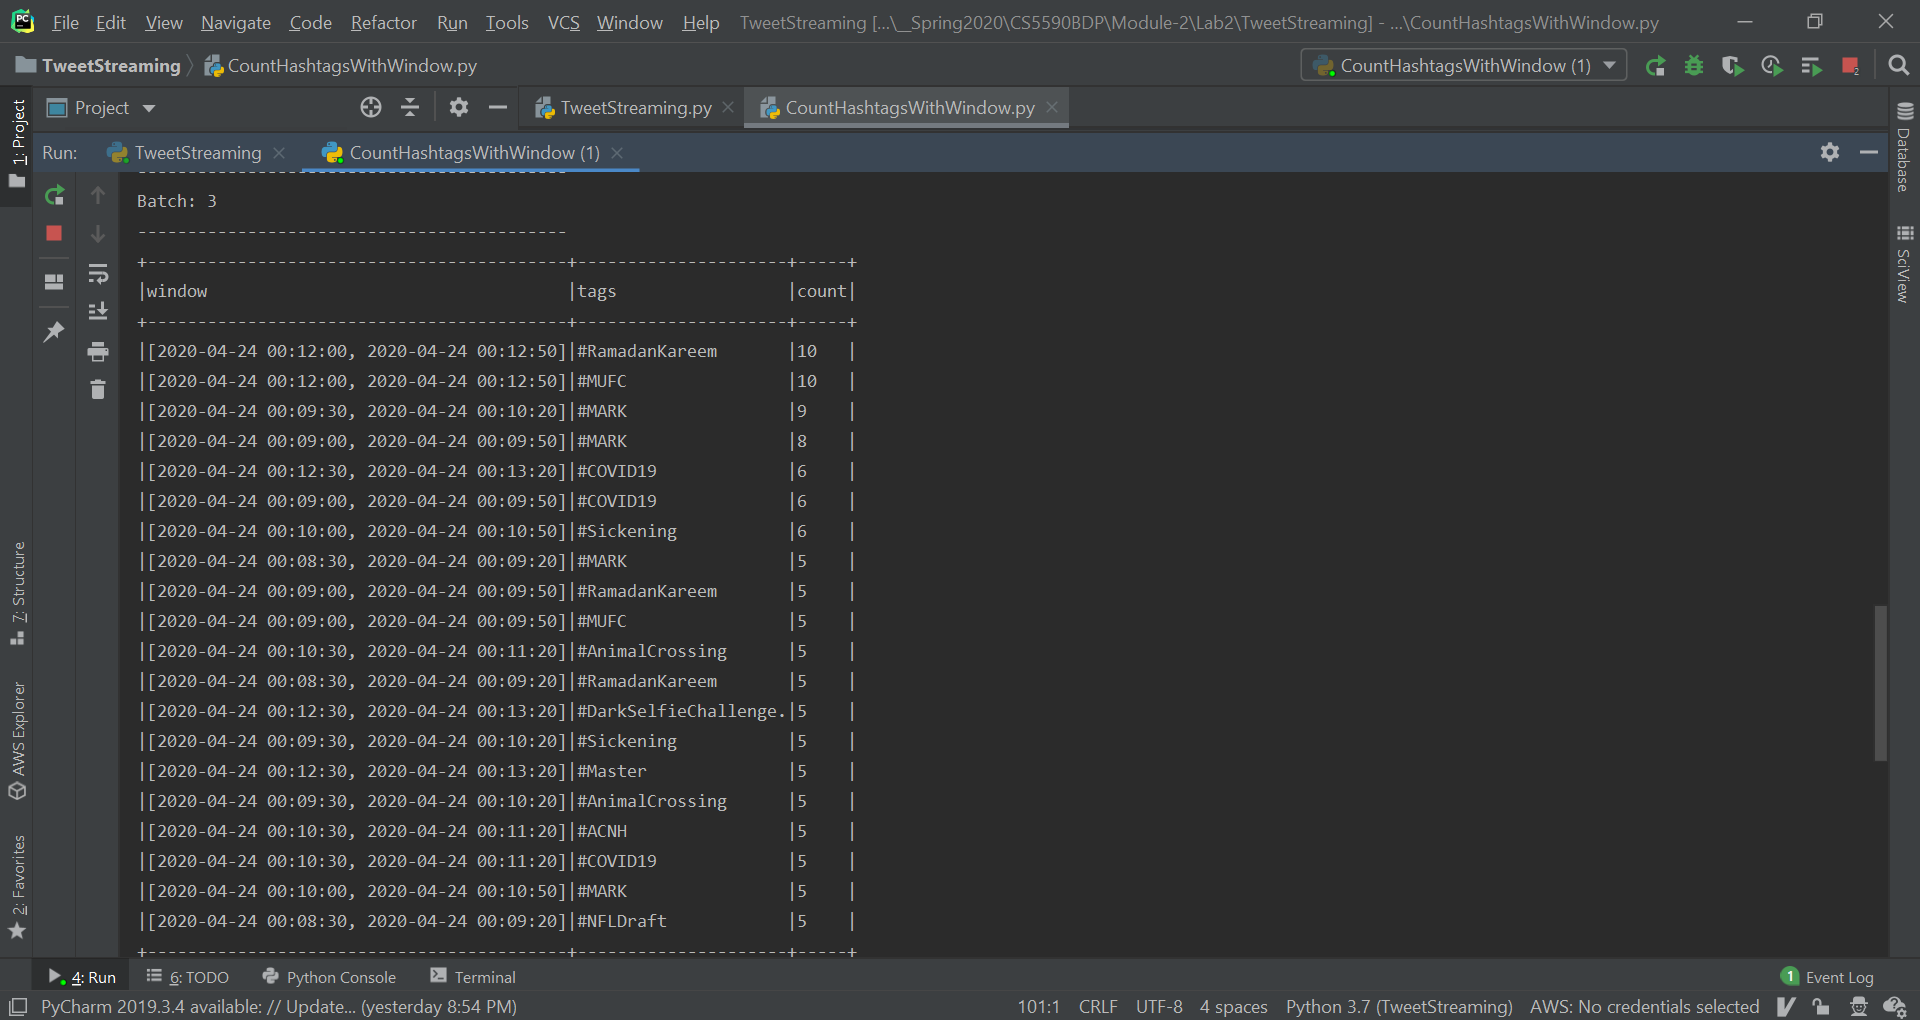 PC File Edit View Navigate Code Refactor Run Tools VCS Window Help TweetStreaming [...\__Spring2020\CS5590BDP\Module-2\Lab2\TweetStreaming] - ...\CountHashtagsWithWindow.py
TweetStreaming CountHashtagsWithWindow.py CountHashtagsWithWindow (1) 2
1: Project Project TweetStreaming.py CountHashtagsWithWindow.py Database
Run: TweetStreaming CountHashtagsWithWindow (1)
SciView
-------------------------------------------
Batch: 3
-------------------------------------------
+------------------------------------------+---------------------+-----+
|window                                    |tags                 |count|
+------------------------------------------+---------------------+-----+
|[2020-04-24 00:12:00, 2020-04-24 00:12:50]|#RamadanKareem       |10   |
|[2020-04-24 00:12:00, 2020-04-24 00:12:50]|#MUFC                |10   |
|[2020-04-24 00:09:30, 2020-04-24 00:10:20]|#MARK                |9    |
|[2020-04-24 00:09:00, 2020-04-24 00:09:50]|#MARK                |8    |
|[2020-04-24 00:12:30, 2020-04-24 00:13:20]|#COVID19             |6    |
|[2020-04-24 00:09:00, 2020-04-24 00:09:50]|#COVID19             |6    |
|[2020-04-24 00:10:00, 2020-04-24 00:10:50]|#Sickening           |6    |
|[2020-04-24 00:08:30, 2020-04-24 00:09:20]|#MARK                |5    |
|[2020-04-24 00:09:00, 2020-04-24 00:09:50]|#RamadanKareem       |5    |
|[2020-04-24 00:09:00, 2020-04-24 00:09:50]|#MUFC                |5    |
|[2020-04-24 00:10:30, 2020-04-24 00:11:20]|#AnimalCrossing      |5    |
|[2020-04-24 00:08:30, 2020-04-24 00:09:20]|#RamadanKareem       |5    |
|[2020-04-24 00:12:30, 2020-04-24 00:13:20]|#DarkSelfieChallenge.|5    |
|[2020-04-24 00:09:30, 2020-04-24 00:10:20]|#Sickening           |5    |
|[2020-04-24 00:12:30, 2020-04-24 00:13:20]|#Master              |5    |
|[2020-04-24 00:09:30, 2020-04-24 00:10:20]|#AnimalCrossing      |5    |
|[2020-04-24 00:10:30, 2020-04-24 00:11:20]|#ACNH                |5    |
|[2020-04-24 00:10:30, 2020-04-24 00:11:20]|#COVID19             |5    |
|[2020-04-24 00:10:00, 2020-04-24 00:10:50]|#MARK                |5    |
|[2020-04-24 00:08:30, 2020-04-24 00:09:20]|#NFLDraft            |5    |
+------------------------------------------+---------------------+-----+
7: Structure
AWS Explorer
2: Favorites
4: Run 6: TODO Python Console Terminal 1 Event Log
PyCharm 2019.3.4 available: // Update... (yesterday 8:54 PM) 101:1 CRLF UTF-8 4 spaces Python 3.7 (TweetStreaming) AWS: No credentials selected